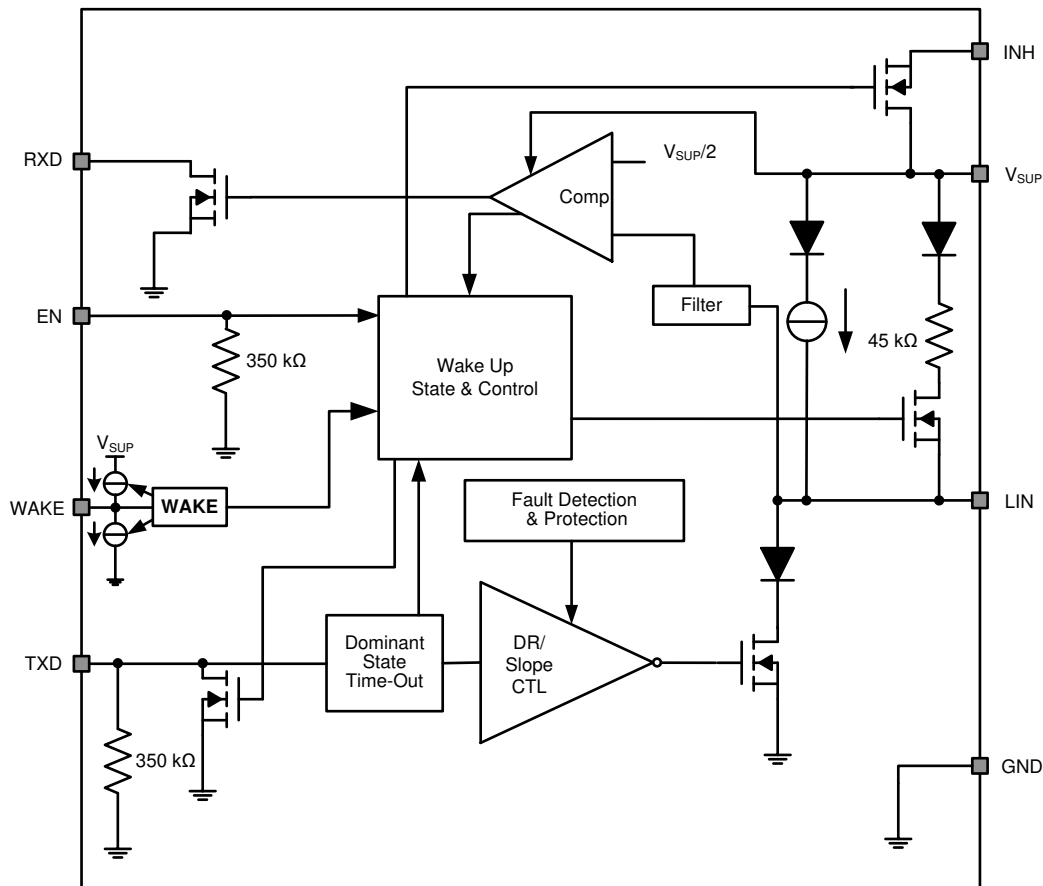 INH
RXD
V_SUP/2
V_SUP
Comp
EN
Filter
350 kΩ
45 kΩ
Wake Up
State & Control
V_SUP
WAKE
WAKE
Fault Detection
& Protection
LIN
TXD
Dominant
State
Time-Out
DR/
Slope
CTL
350 kΩ
GND